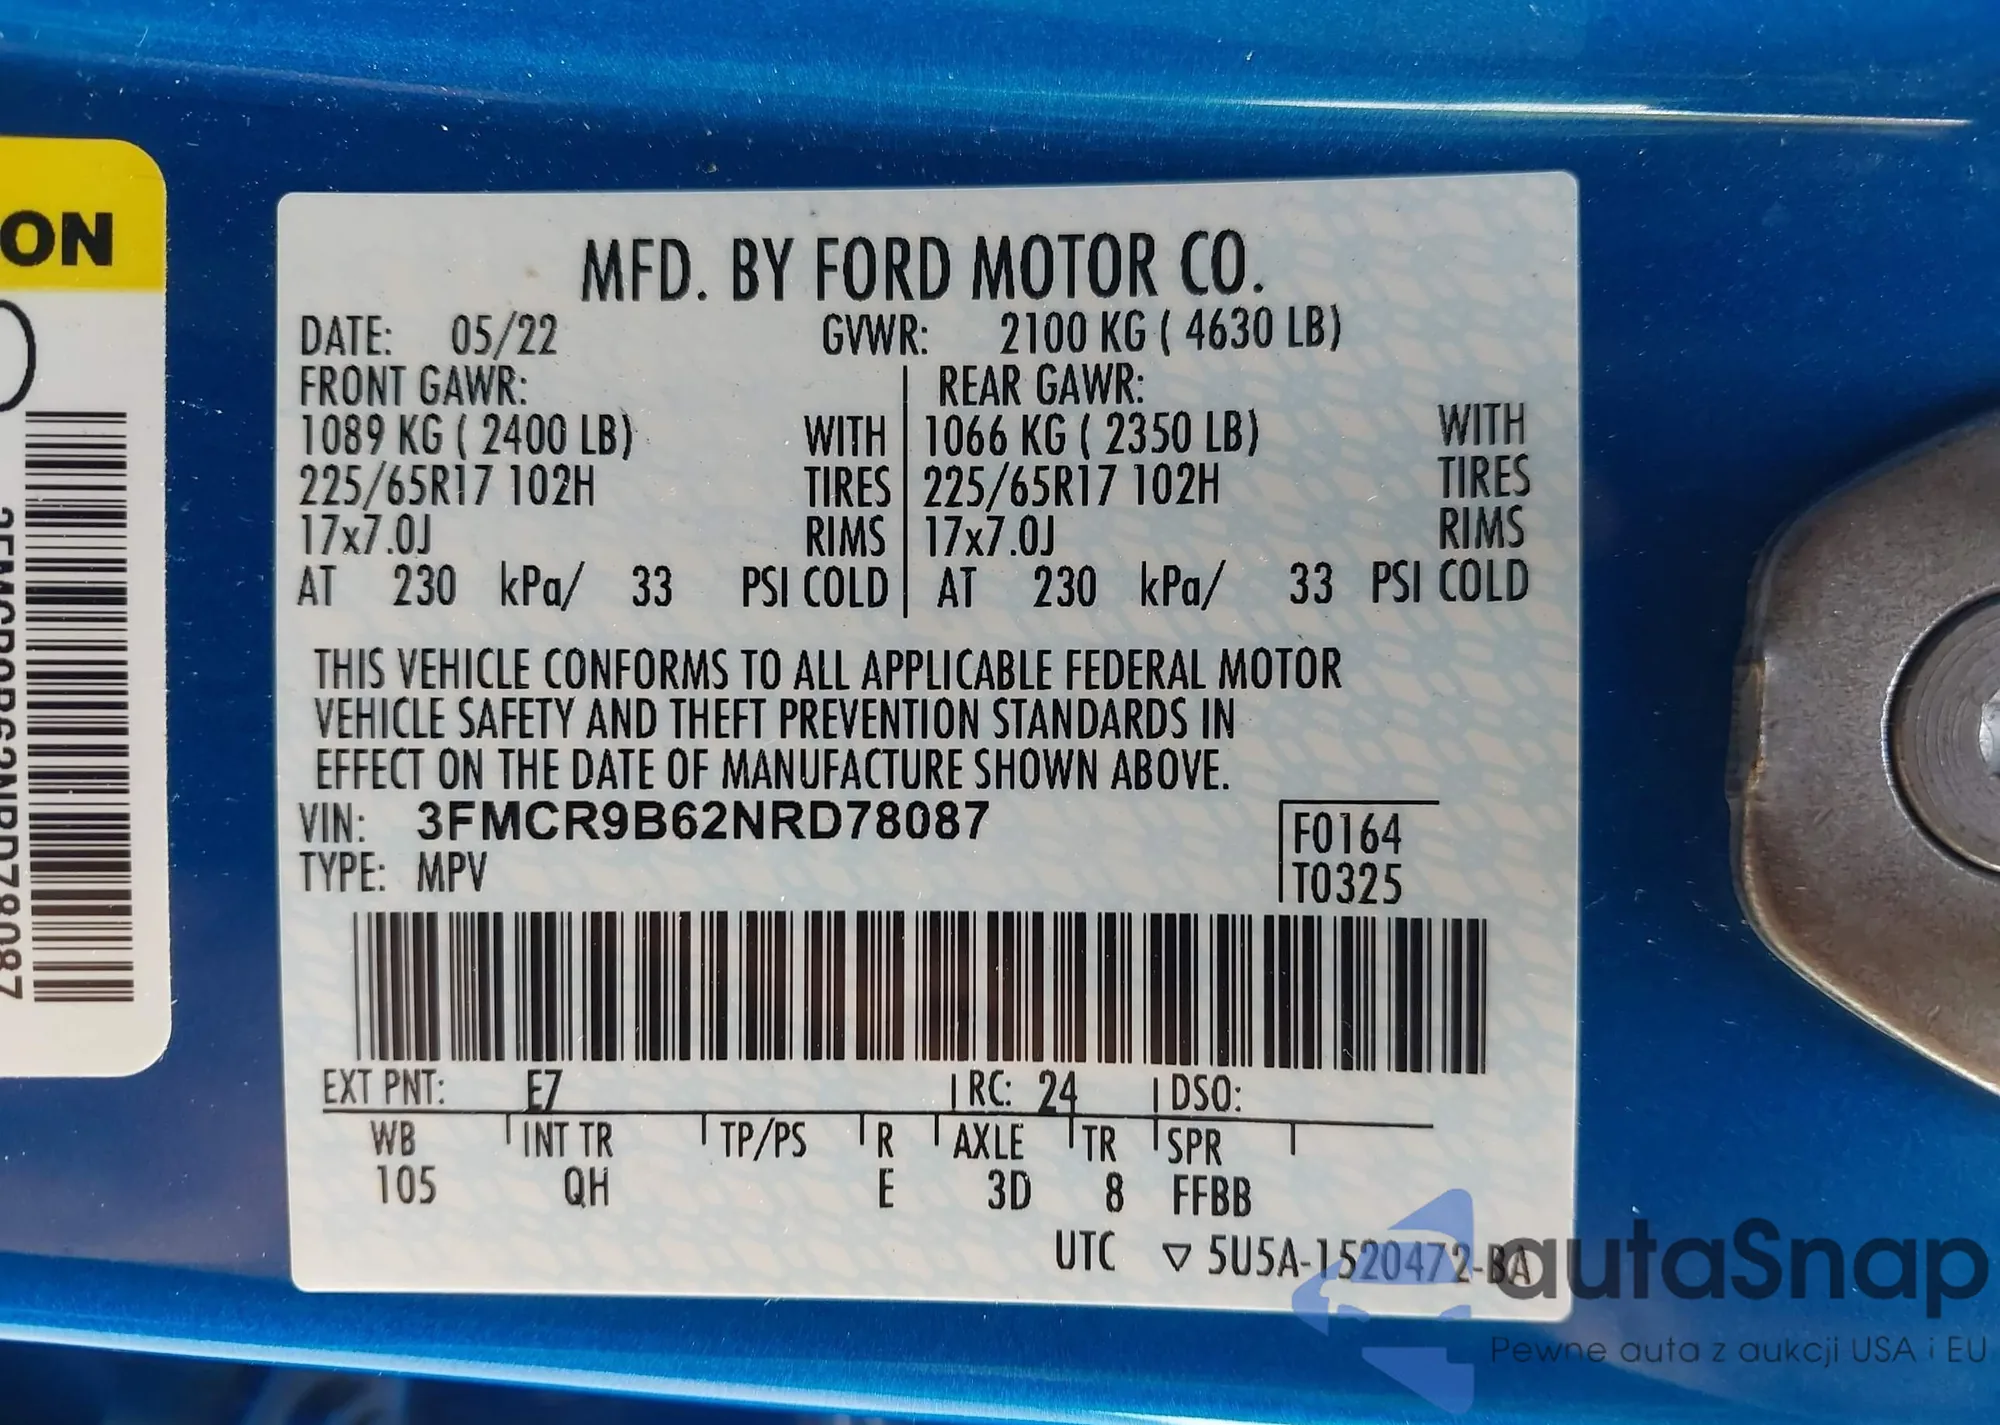 ON
3FMCR9B62NRD78087
MFD. BY FORD MOTOR CO.
DATE: 05/22 GVWR: 2100 KG ( 4630 LB)
FRONT GAWR: REAR GAWR:
1089 KG ( 2400 LB) WITH 1066 KG ( 2350 LB) WITH
225/65R17 102H TIRES 225/65R17 102H TIRES
17x7.0J RIMS 17x7.0J RIMS
AT 230 kPa/ 33 PSI COLD AT 230 kPa/ 33 PSI COLD
THIS VEHICLE CONFORMS TO ALL APPLICABLE FEDERAL MOTOR
VEHICLE SAFETY AND THEFT PREVENTION STANDARDS IN
EFFECT ON THE DATE OF MANUFACTURE SHOWN ABOVE.
VIN: 3FMCR9B62NRD78087 F0164
TYPE: MPV T0325
EXT PNT: E7 RC: 24 DSO:
WB INT TR TP/PS R AXLE TR SPR
105 QH E 3D 8 FFBB
UTC ▽ 5U5A-1520472-BA
autaSnap
Pewne auta z aukcji USA i EU